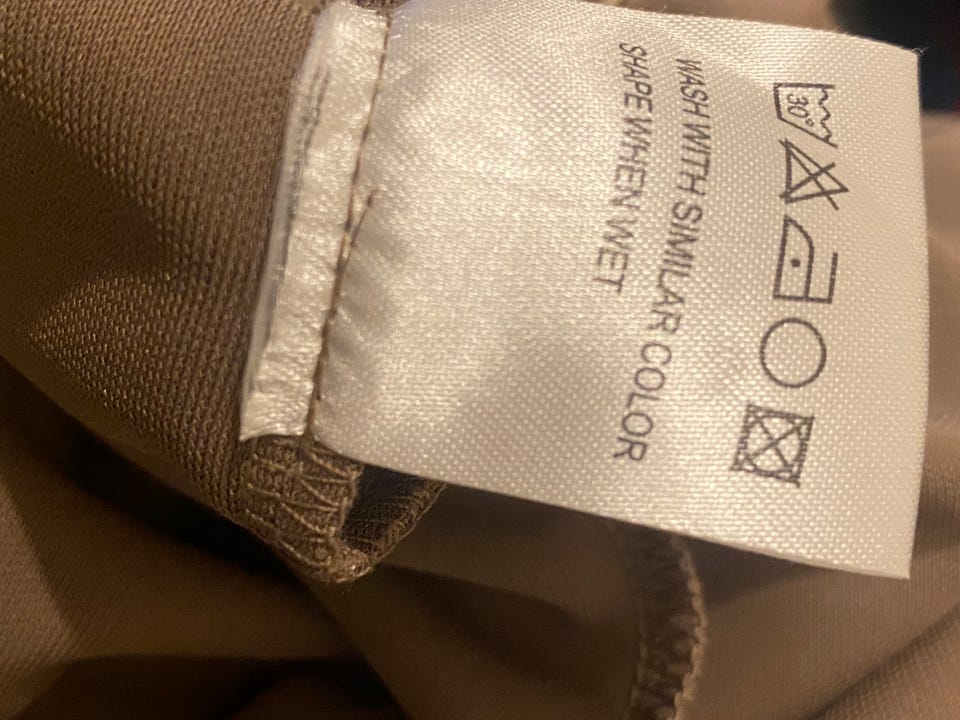 30°
WASH WITH SIMILAR COLOR
SHAPE WHEN WET